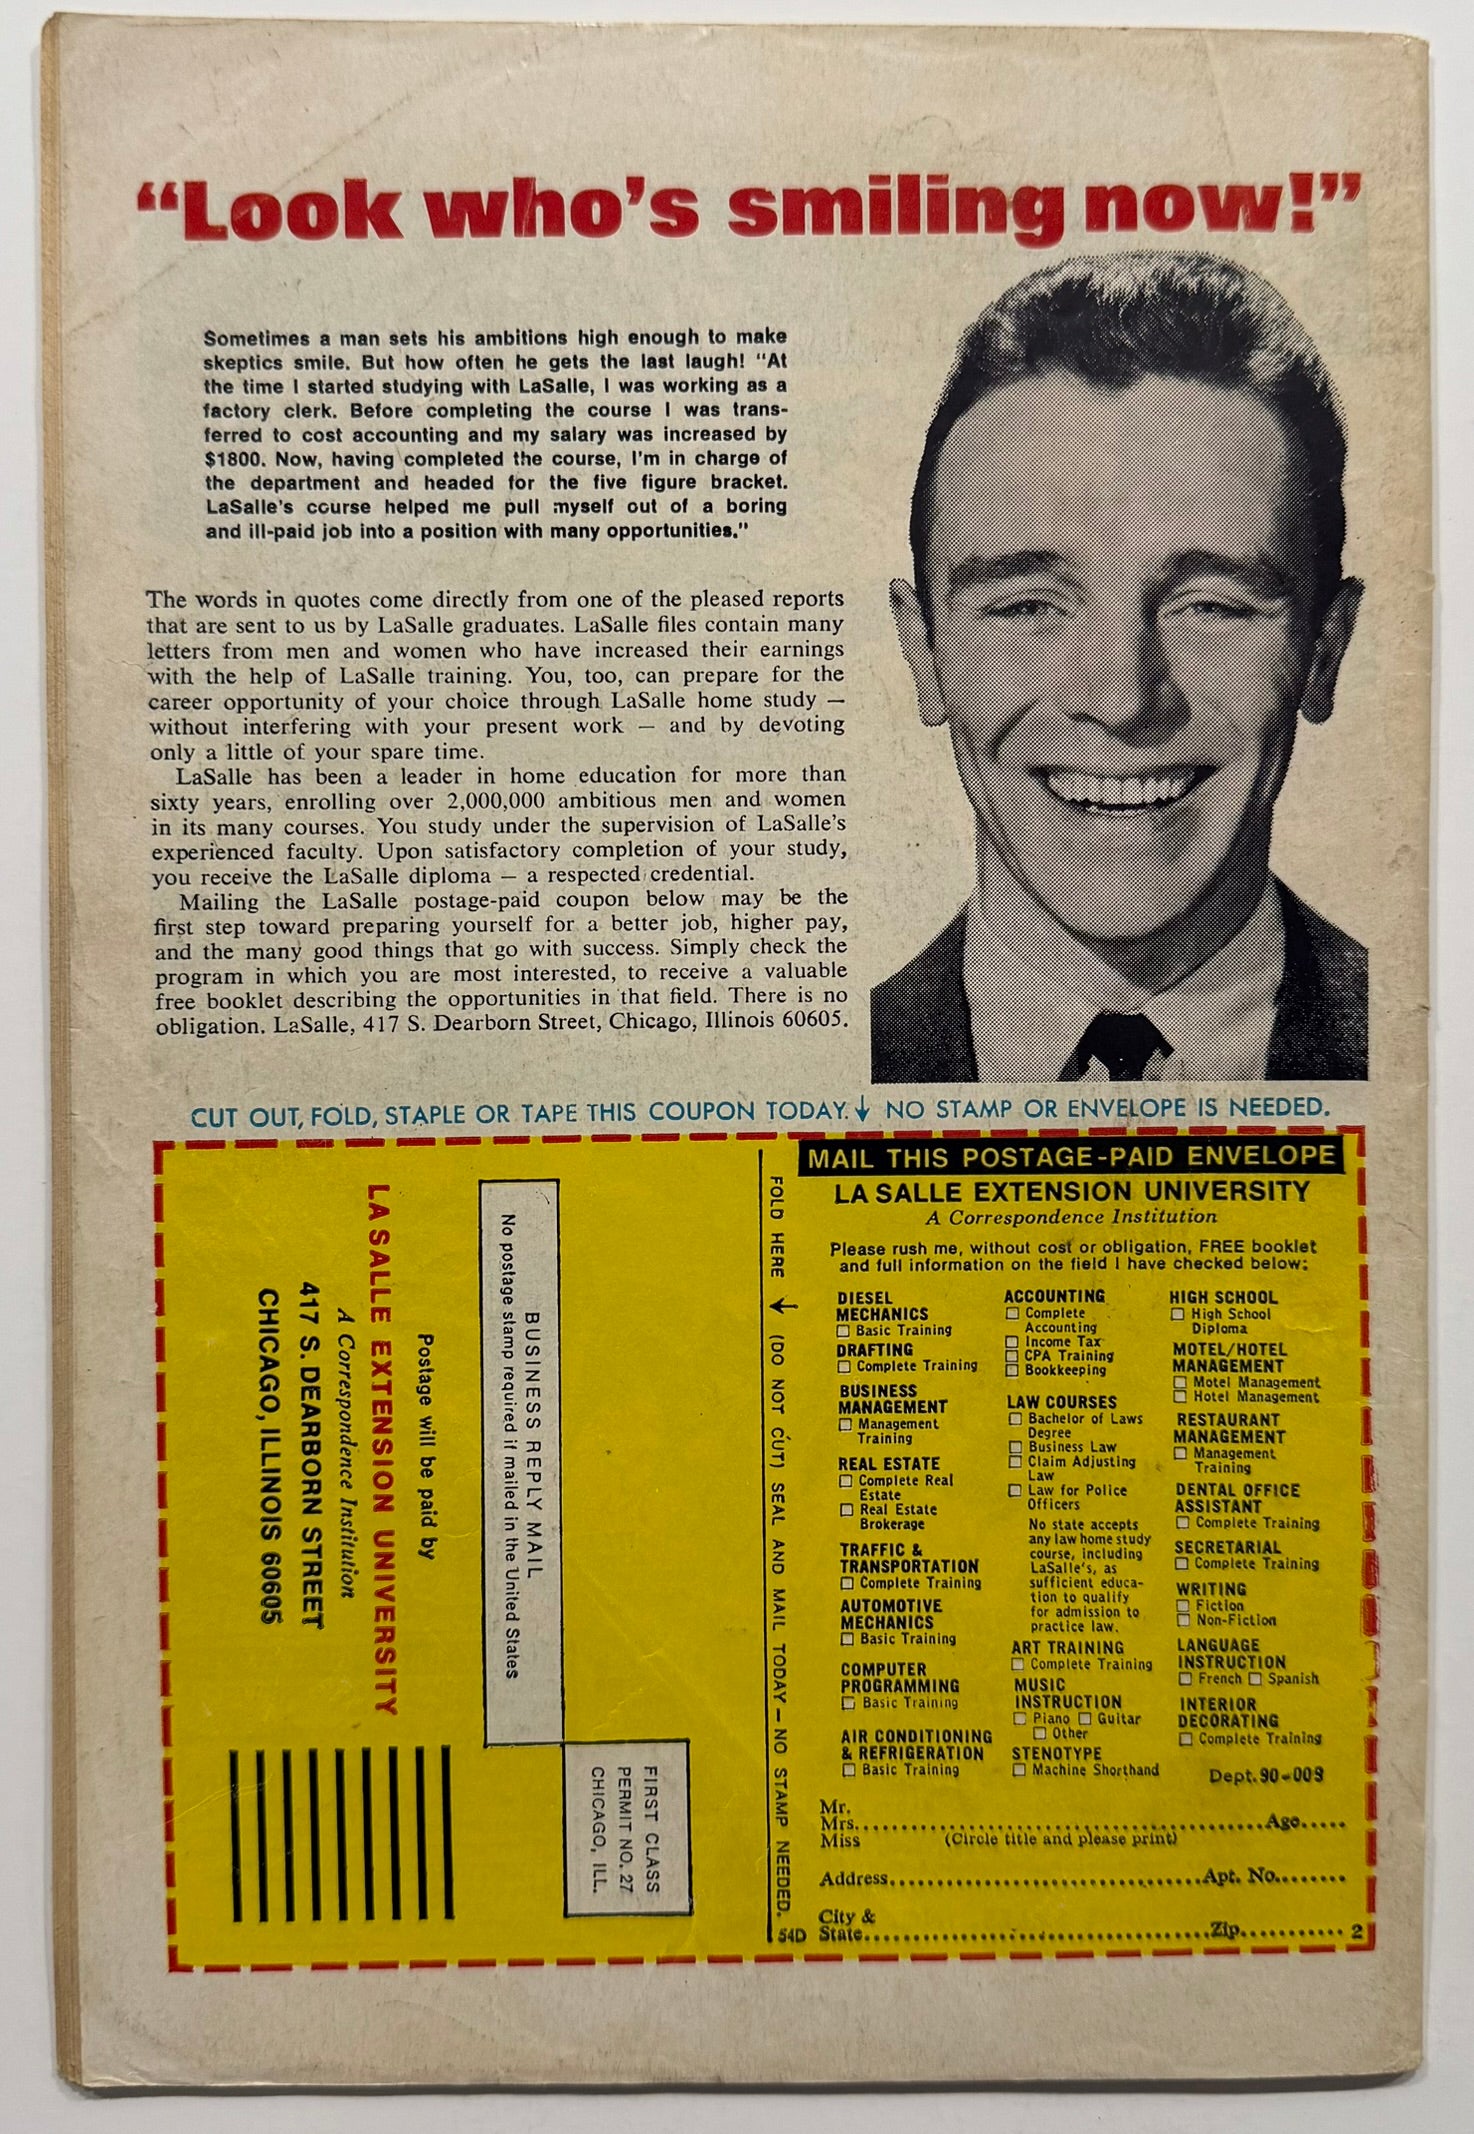 “Look who’s smiling now!”
Sometimes a man sets his ambitions high enough to make
skeptics smile. But how often he gets the last laugh! "At
the time I started studying with LaSalle, I was working as a
factory clerk. Before completing the course I was trans-
ferred to cost accounting and my salary was increased by
$1800. Now, having completed the course, I'm in charge of
the department and headed for the five figure bracket.
LaSalle's course helped me pull myself out of a boring
and ill-paid job into a position with many opportunities."
The words in quotes come directly from one of the pleased reports
that are sent to us by LaSalle graduates. LaSalle files contain many
letters from men and women who have increased their earnings
with the help of LaSalle training. You, too, can prepare for the
career opportunity of your choice through LaSalle home study —
without interfering with your present work — and by devoting
only a little of your spare time.
LaSalle has been a leader in home education for more than
sixty years, enrolling over 2,000,000 ambitious men and women
in its many courses. You study under the supervision of LaSalle's
experienced faculty. Upon satisfactory completion of your study,
you receive the LaSalle diploma — a respected credential.
Mailing the LaSalle postage-paid coupon below may be the
first step toward preparing yourself for a better job, higher pay,
and the many good things that go with success. Simply check the
program in which you are most interested, to receive a valuable
free booklet describing the opportunities in that field. There is no
obligation. LaSalle, 417 S. Dearborn Street, Chicago, Illinois 60605.
CUT OUT, FOLD, STAPLE OR TAPE THIS COUPON TODAY.↓ NO STAMP OR ENVELOPE IS NEEDED.
FIRST CLASS
PERMIT NO. 27
CHICAGO, ILL.
BUSINESS REPLY MAIL
No postage stamp required if mailed in the United States
Postage will be paid by
LA SALLE EXTENSION UNIVERSITY
A Correspondence Institution
417 S. DEARBORN STREET
CHICAGO, ILLINOIS 60605
FOLD HERE → (DO NOT CUT) SEAL AND MAIL TODAY — NO STAMP NEEDED.
54D
MAIL THIS POSTAGE-PAID ENVELOPE
LA SALLE EXTENSION UNIVERSITY
A Correspondence Institution
Please rush me, without cost or obligation, FREE booklet
and full information on the field I have checked below:
DIESEL
MECHANICS
☐ Basic Training
DRAFTING
☐ Complete Training
BUSINESS
MANAGEMENT
☐ Management
Training
REAL ESTATE
☐ Complete Real
Estate
☐ Real Estate
Brokerage
TRAFFIC &
TRANSPORTATION
☐ Complete Training
AUTOMOTIVE
MECHANICS
☐ Basic Training
COMPUTER
PROGRAMMING
☐ Basic Training
AIR CONDITIONING
& REFRIGERATION
☐ Basic Training
ACCOUNTING
☐ Complete
Accounting
☐ Income Tax
☐ CPA Training
☐ Bookkeeping
LAW COURSES
☐ Bachelor of Laws
Degree
☐ Business Law
☐ Claim Adjusting
Law
☐ Law for Police
Officers
No state accepts
any law home study
course, including
LaSalle's, as
sufficient educa-
tion to qualify
for admission to
practice law.
ART TRAINING
☐ Complete Training
MUSIC
INSTRUCTION
☐ Piano ☐ Guitar
☐ Other
STENOTYPE
☐ Machine Shorthand
HIGH SCHOOL
☐ High School
Diploma
MOTEL/HOTEL
MANAGEMENT
☐ Motel Management
☐ Hotel Management
RESTAURANT
MANAGEMENT
☐ Management
Training
DENTAL OFFICE
ASSISTANT
☐ Complete Training
SECRETARIAL
☐ Complete Training
WRITING
☐ Fiction
☐ Non-Fiction
LANGUAGE
INSTRUCTION
☐ French ☐ Spanish
INTERIOR
DECORATING
☐ Complete Training
Dept. 90-009
Mr.
Mrs. Age
Miss (Circle title and please print)
Address Apt. No.
City &
State Zip 2